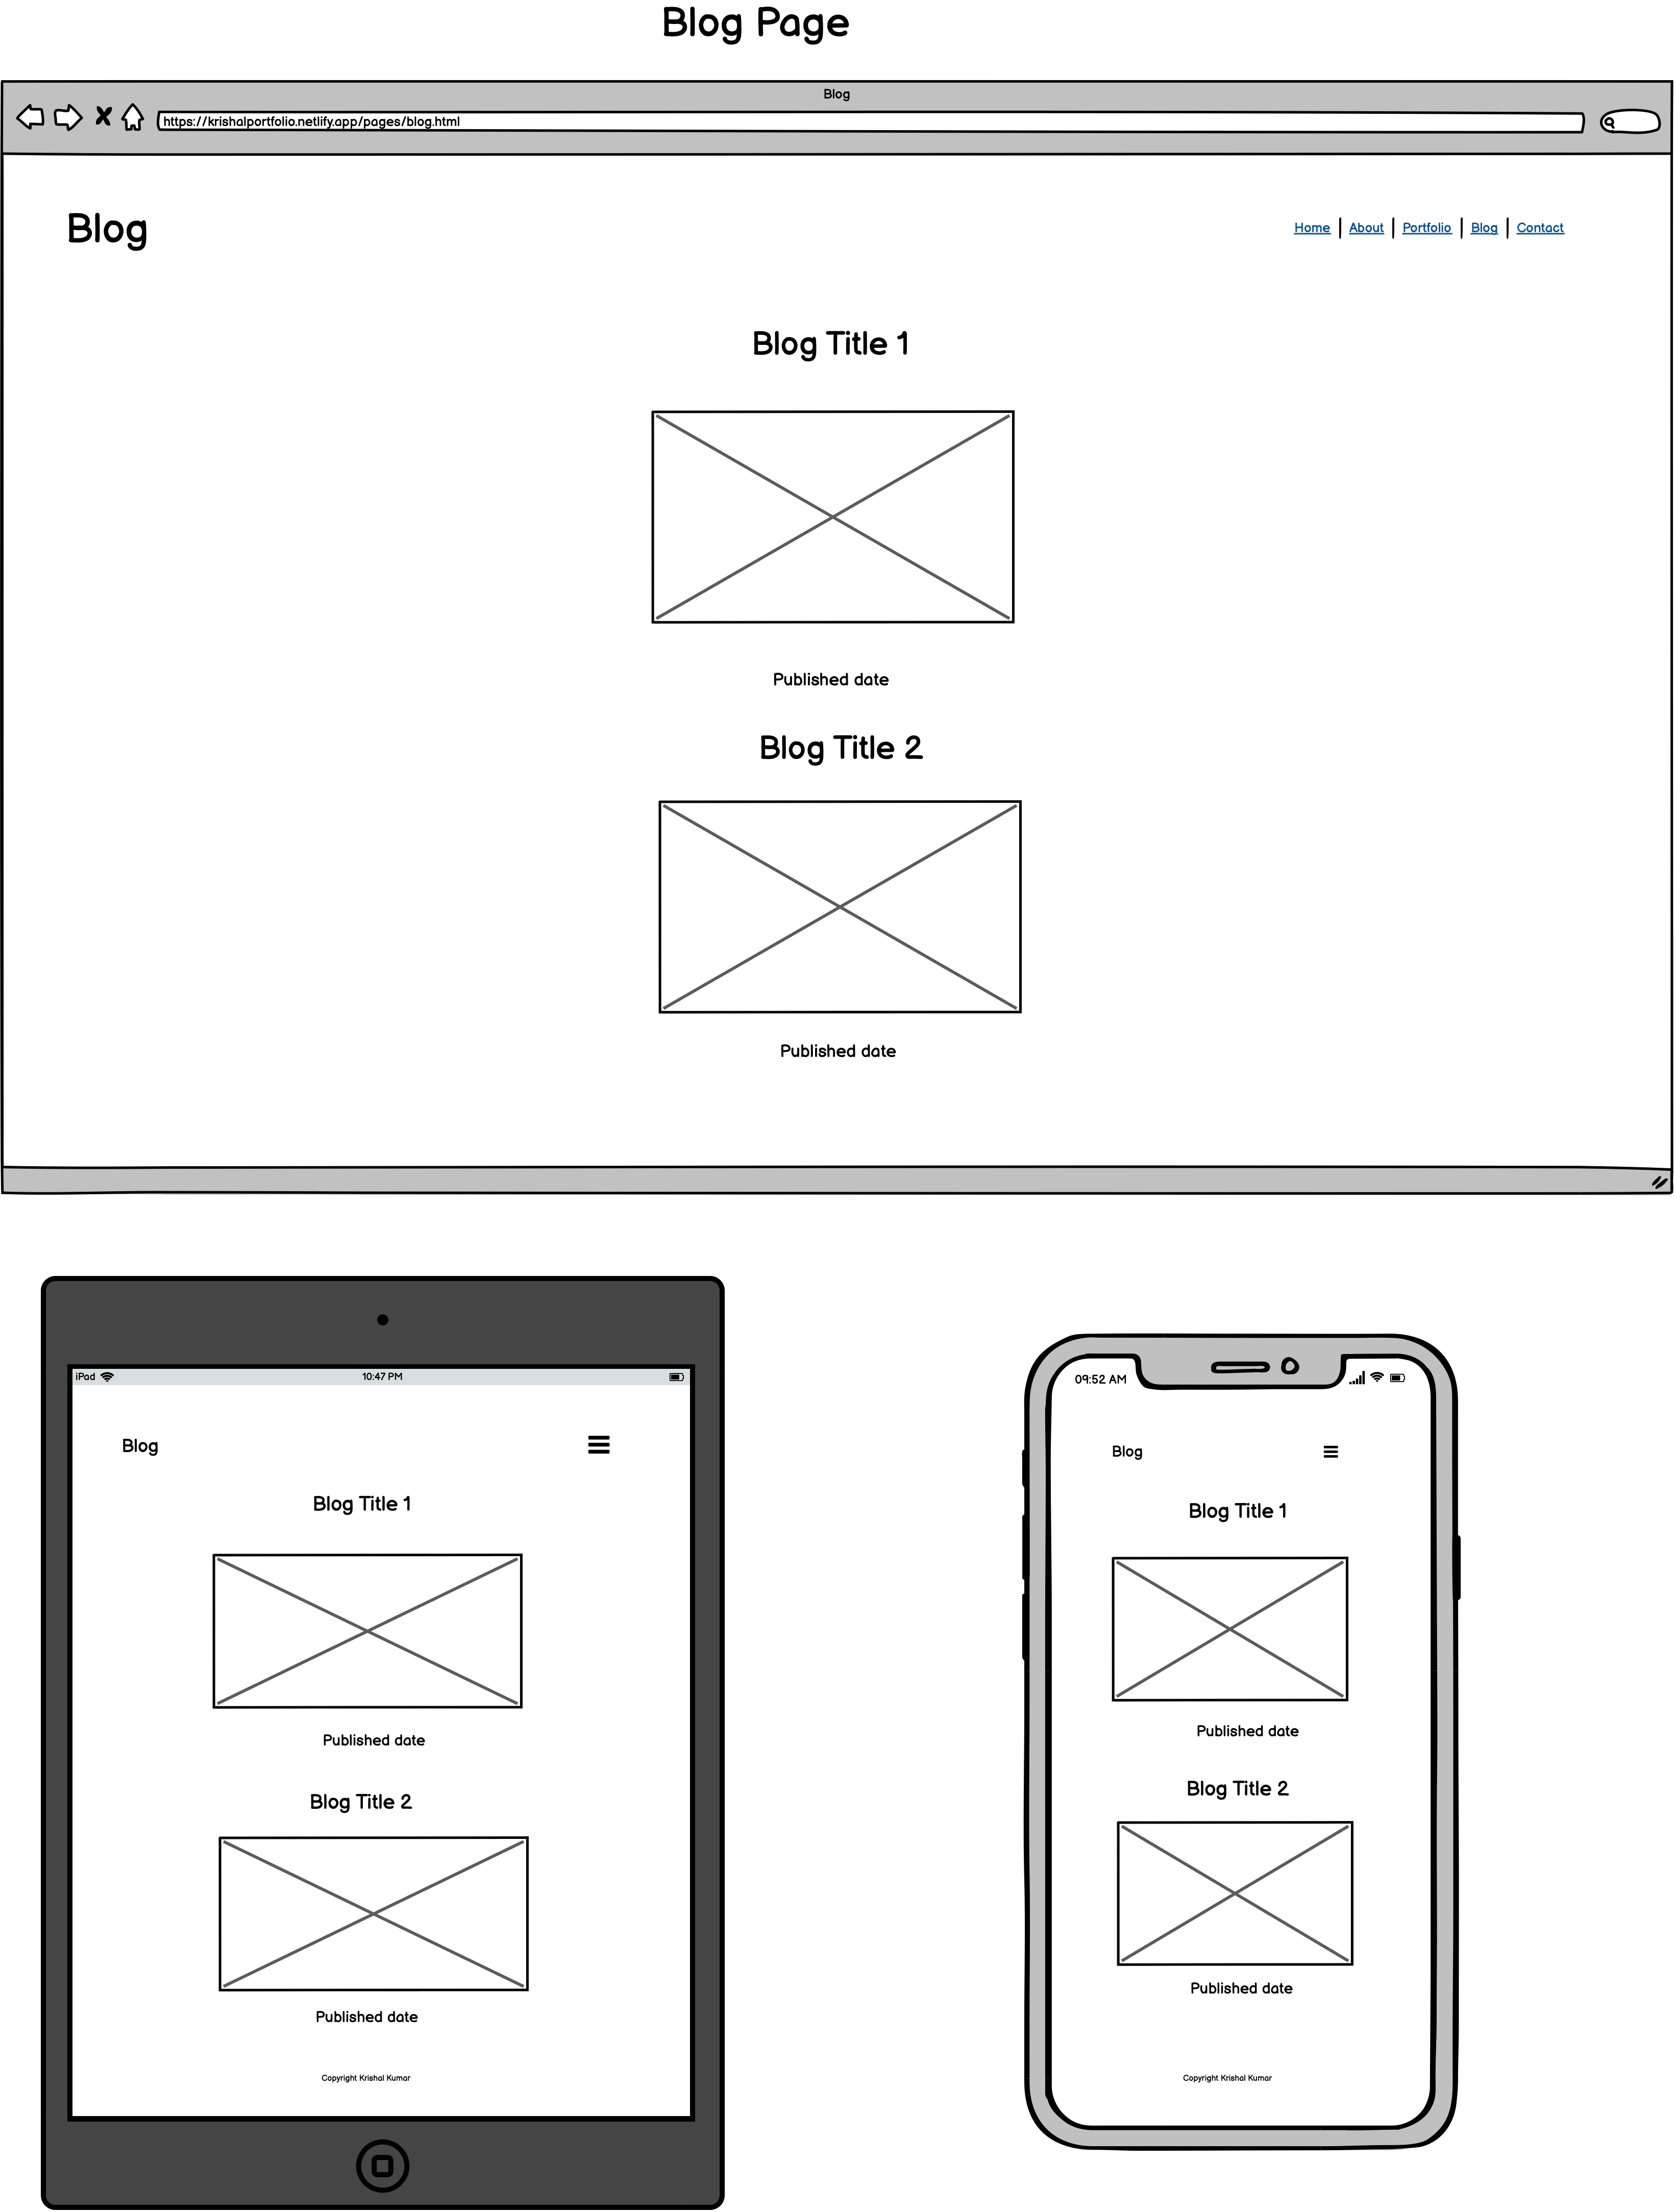 Blog Page
Blog
https://krishalportfolio.netlify.app/pages/blog.html
Blog
Home | About | Portfolio | Blog | Contact
Blog Title 1
Published date
Blog Title 2
Published date
iPad 10:47 PM
Blog
Blog Title 1
Published date
Blog Title 2
Published date
Copyright Krishal Kumar
09:52 AM
Blog
Blog Title 1
Published date
Blog Title 2
Published date
Copyright Krishal Kumar